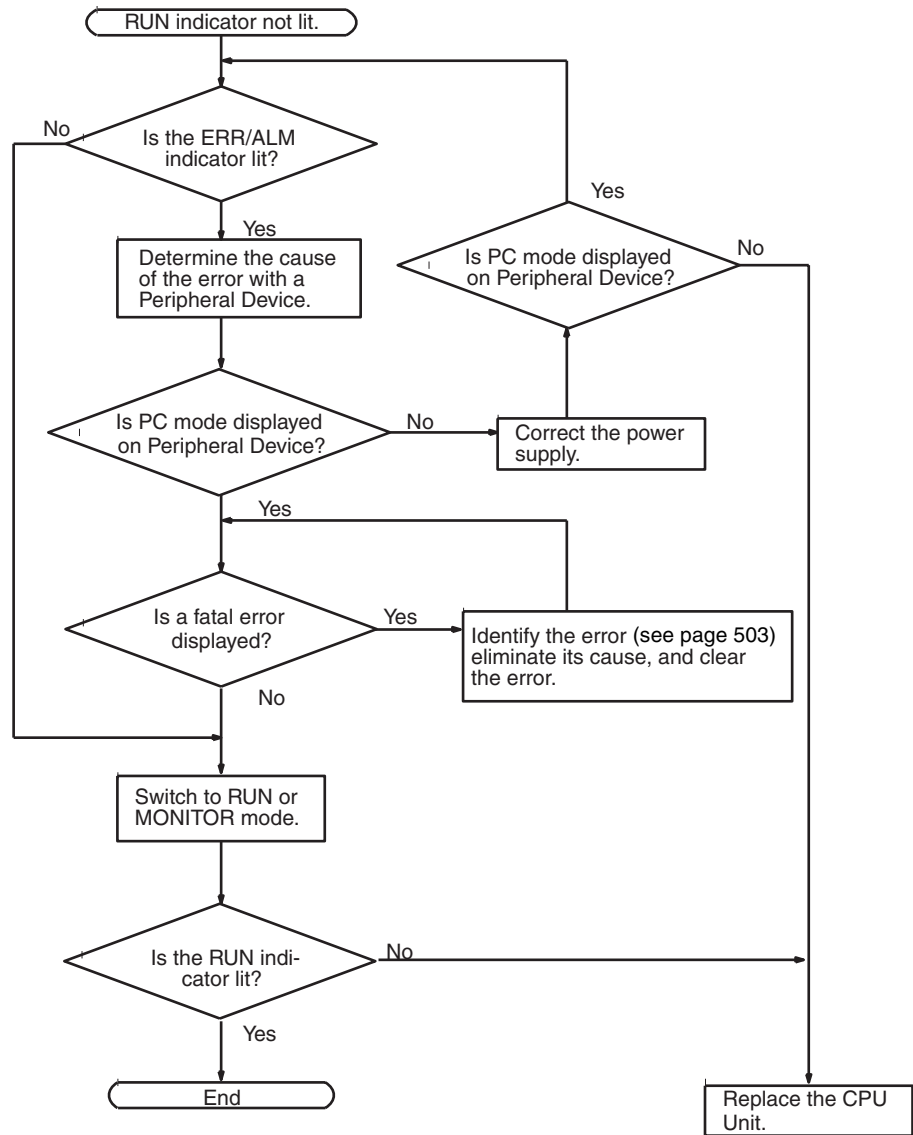 RUN indicator not lit.
No
Is the ERR/ALM
indicator lit?
Yes
Determine the cause
of the error with a
Peripheral Device.
Yes
Is PC mode displayed
on Peripheral Device?
No
Is PC mode displayed
on Peripheral Device?
No
Correct the power
supply.
Yes
Is a fatal error
displayed?
Yes
Identify the error (see page 503)
eliminate its cause, and clear
the error.
No
Switch to RUN or
MONITOR mode.
Is the RUN indi-
cator lit?
No
Yes
End
Replace the CPU
Unit.